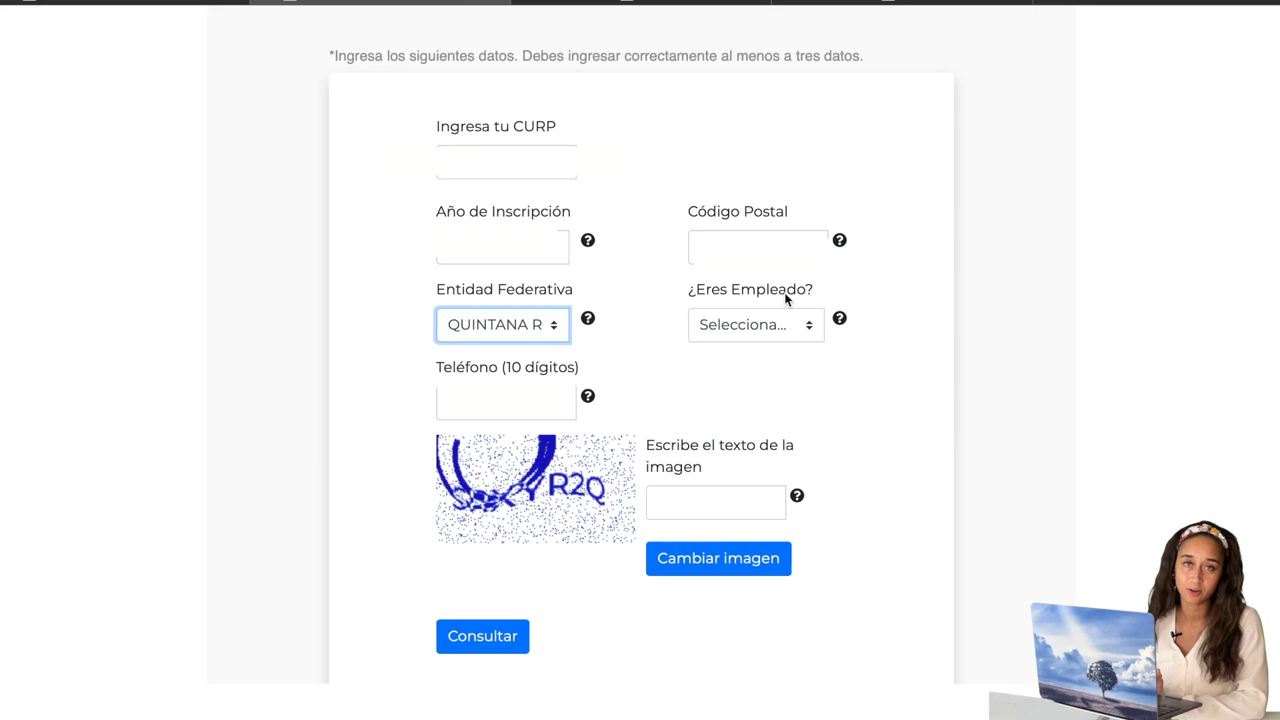 *Ingresa los siguientes datos. Debes ingresar correctamente al menos a tres datos.
Ingresa tu CURP
Año de Inscripción
Código Postal
Entidad Federativa
¿Eres Empleado?
QUINTANA R
Selecciona...
Teléfono (10 dígitos)
Escribe el texto de la
imagen
R2Q
Cambiar imagen
Consultar